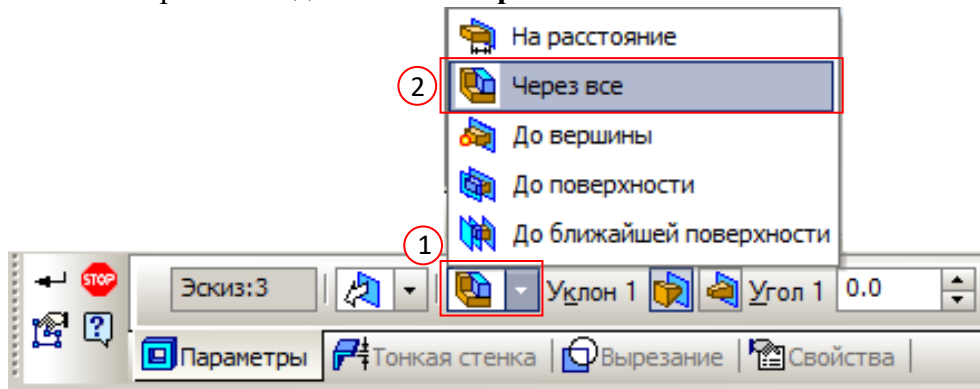 На расстояние
2
Через все
До вершины
До поверхности
1
До ближайшей поверхности
STOP
Эскиз:3
Уклон 1
Угол 1
0.0
?
Параметры
Тонкая стенка
Вырезание
Свойства